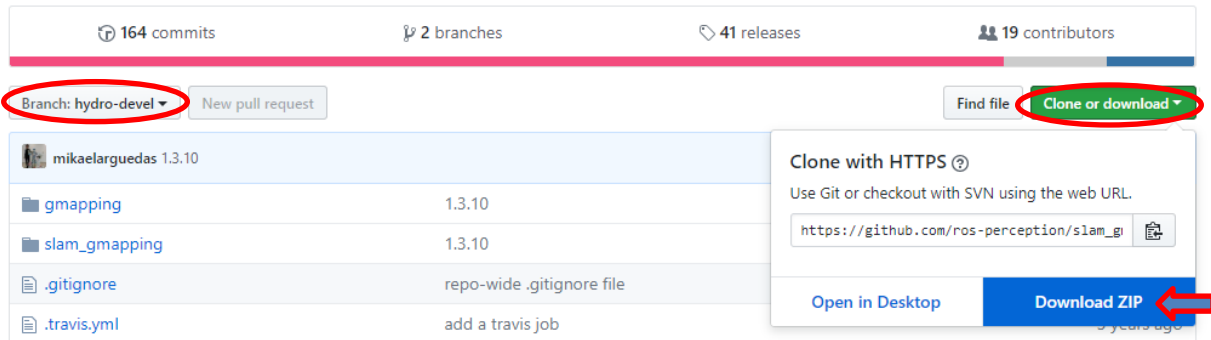 164 commits 2 branches 41 releases 19 contributors
Branch: hydro-devel New pull request Find file Clone or download
mikaelarguedas 1.3.10
Clone with HTTPS
Use Git or checkout with SVN using the web URL.
gmapping 1.3.10
https://github.com/ros-perception/slam_g
slam_gmapping 1.3.10
.gitignore repo-wide .gitignore file
Open in Desktop Download ZIP
.travis.yml add a travis job years ago